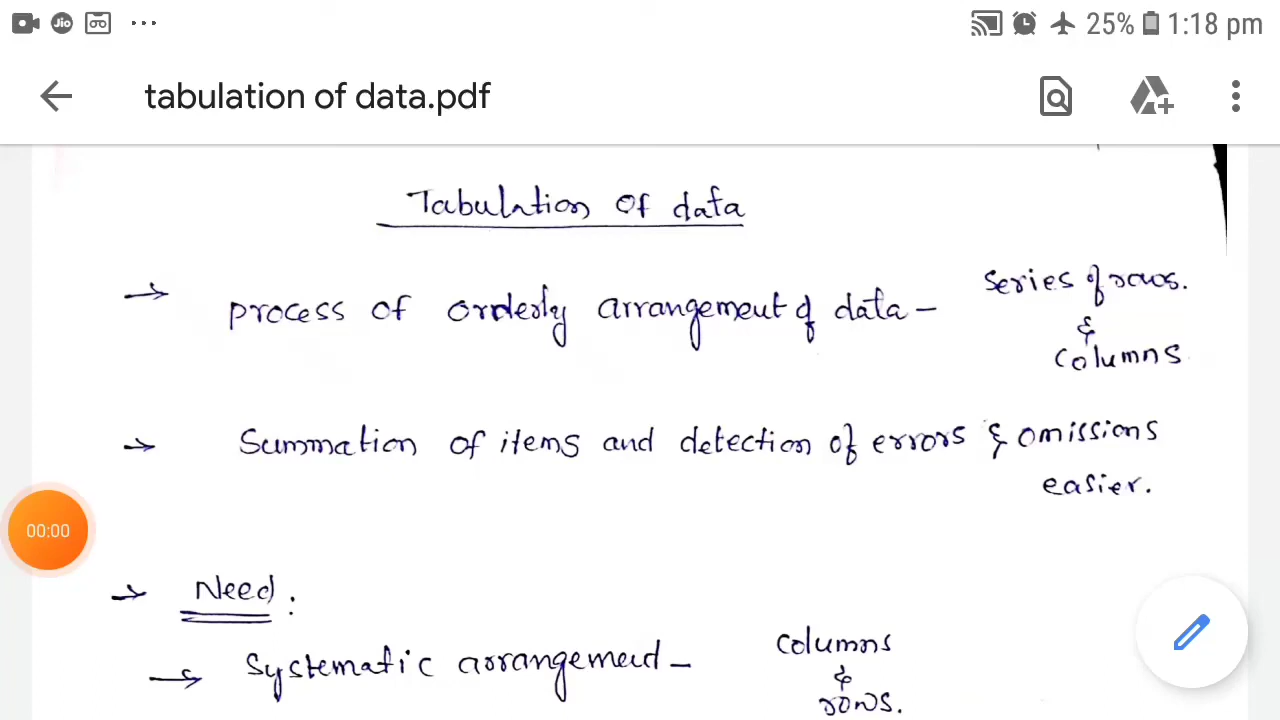 Jio ... 25% 1:18 pm
tabulation of data.pdf
Tabulation of data
→ process of orderly arrangement of data - series of rows.
&
columns
→ Summation of items and detection of errors & omissions
easier.
00:00
→ Need :
→ Systematic arrangement - columns
&
rows.